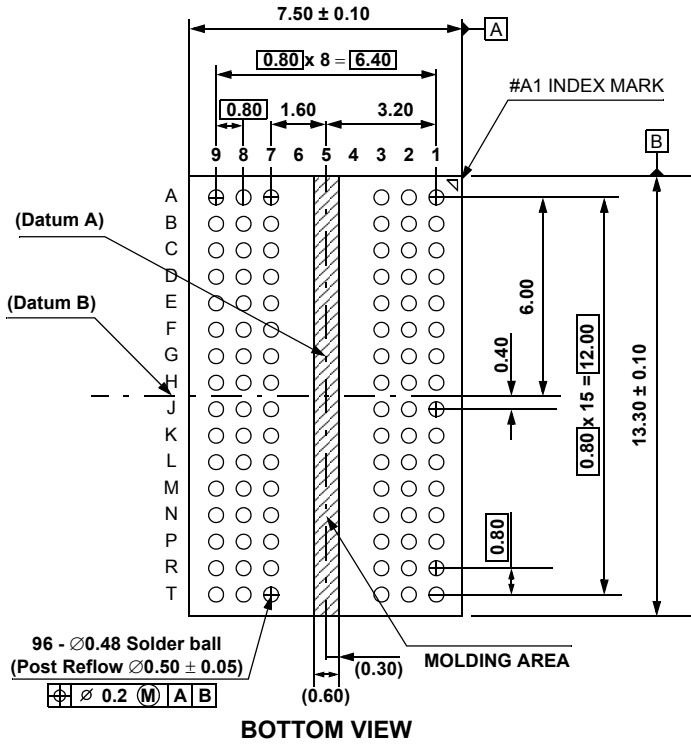 7.50 ± 0.10
A
0.80 x 8 = 6.40
#A1 INDEX MARK
0.80
1.60
3.20
B
9 8 7 6 5 4 3 2 1
A
B
C
D
E
F
G
H
J
K
L
M
N
P
R
T
(Datum A)
(Datum B)
6.00
0.40
0.80 x 15 = 12.00
13.30 ± 0.10
0.80
96 - ∅0.48 Solder ball
(Post Reflow ∅0.50 ± 0.05)
⌖ ∅ 0.2 Ⓜ A B
(0.30)
(0.60)
MOLDING AREA
BOTTOM VIEW